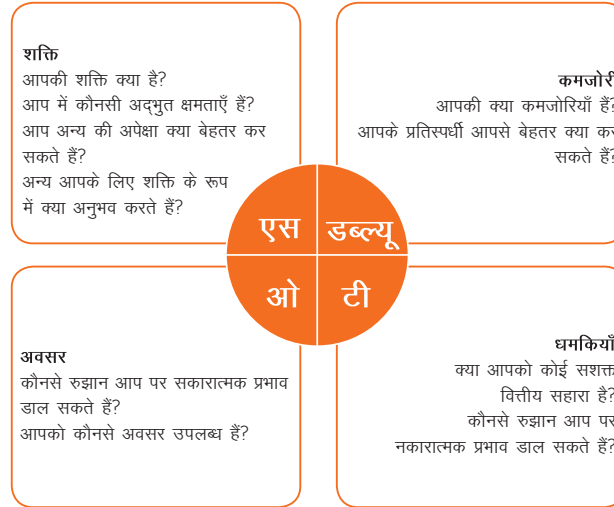 शक्ति
आपकी शक्ति क्या है?
आप में कौनसी अद्भुत क्षमताएँ हैं?
आप अन्य की अपेक्षा क्या बेहतर कर
सकते हैं?
अन्य आपके लिए शक्ति के रूप
में क्या अनुभव करते हैं?
कमजोरी
आपकी क्या कमजोरियाँ हैं?
आपके प्रतिस्पर्धी आपसे बेहतर क्या कर
सकते हैं?
एस
डब्ल्यू
ओ
टी
अवसर
कौनसे रुझान आप पर सकारात्मक प्रभाव
डाल सकते हैं?
आपको कौनसे अवसर उपलब्ध हैं?
धमकियाँ
क्या आपको कोई सशक्त
वित्तीय सहारा है?
कौनसे रुझान आप पर
नकारात्मक प्रभाव डाल सकते हैं?